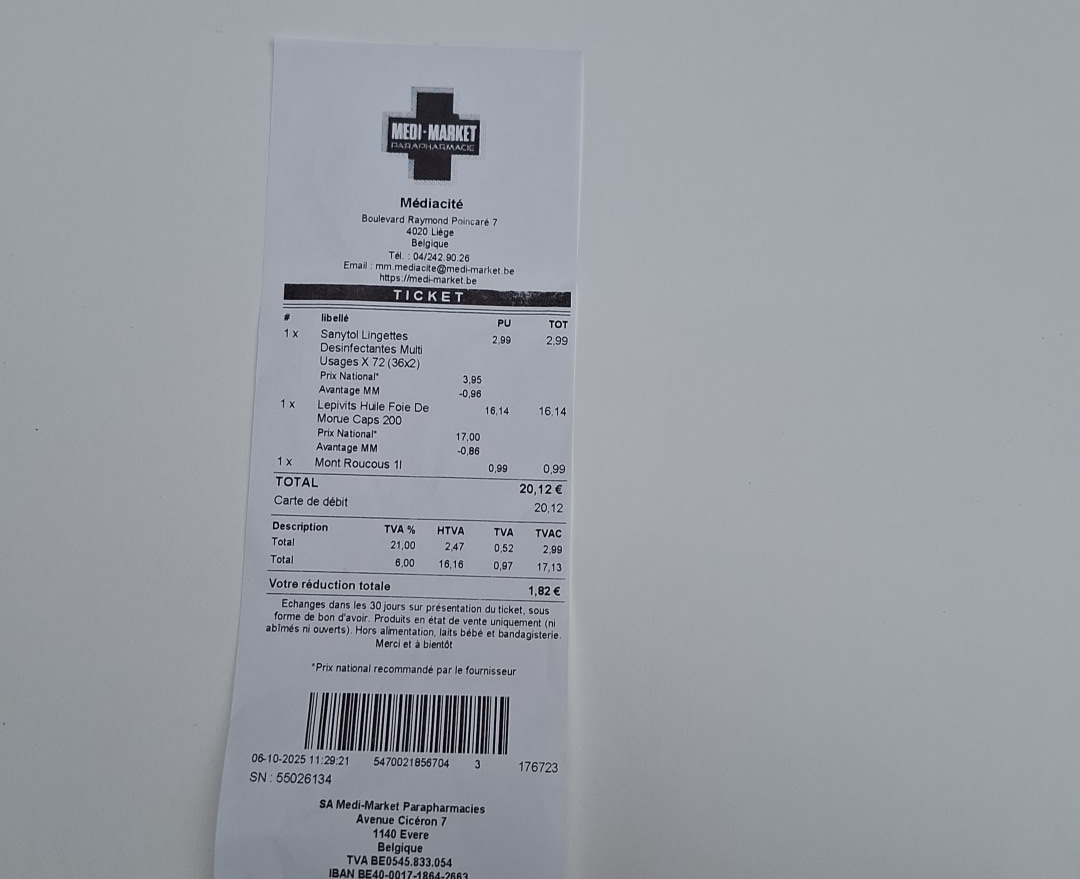 MEDI-MARKET
PARAPHARMACIE
Médiacité
Boulevard Raymond Poincaré 7
4020 Liège
Belgique
Tél. : 04/242.90.26
Email : mm.mediacite@medi-market.be
https://medi-market.be
TICKET
# libellé PU TOT
1 x Sanytol Lingettes 2,99 2,99
Desinfectantes Multi
Usages X 72 (36x2)
Prix National* 3,95
Avantage MM -0,96
1 x Lepivits Huile Foie De 16,14 16,14
Morue Caps 200
Prix National* 17,00
Avantage MM -0,86
1 x Mont Roucous 1l 0,99 0,99
TOTAL 20,12 €
Carte de débit 20,12
Description TVA % HTVA TVA TVAC
Total 21,00 2,47 0,52 2,99
Total 6,00 16,16 0,97 17,13
Votre réduction totale 1,82 €
Echanges dans les 30 jours sur présentation du ticket, sous
forme de bon d'avoir. Produits en état de vente uniquement (ni
abîmés ni ouverts). Hors alimentation, laits bébé et bandagisterie.
Merci et à bientôt
*Prix national recommandé par le fournisseur
06-10-2025 11:29:21 5470021856704 3 176723
SN : 55026134
SA Medi-Market Parapharmacies
Avenue Cicéron 7
1140 Evere
Belgique
TVA BE0545.833.054
IBAN BE40-0017-1864-2663